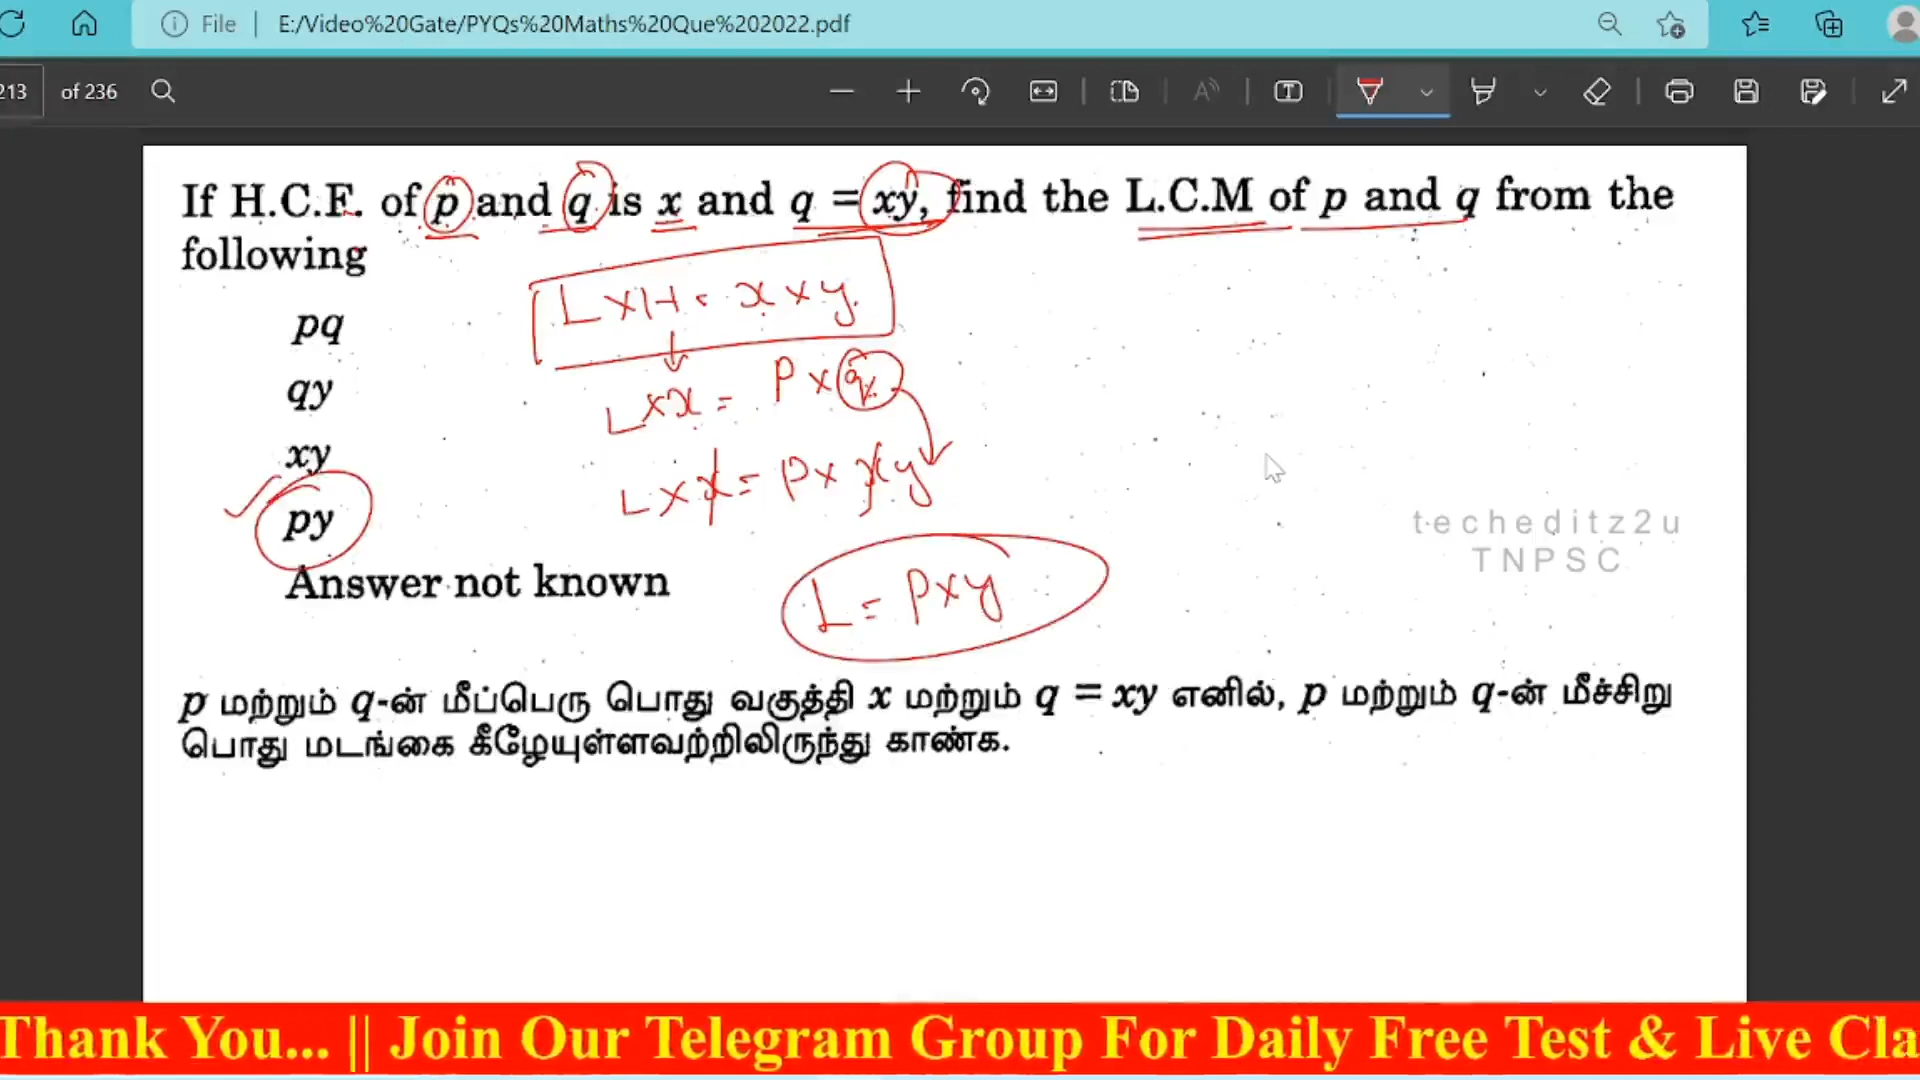 File | E:/Video%20Gate/PYQs%20Maths%20Que%202022.pdf
213 of 236
If H.C.F. of p and q is x and q = xy, find the L.C.M of p and q from the
following
pq
L × H = x × y.
qy
L × x = p × q
xy
L × x = p × xy
py
Answer not known
L = p × y
techeditz2u
TNPSC
p மற்றும் q-ன் மீப்பெரு பொது வகுத்தி x மற்றும் q = xy எனில், p மற்றும் q-ன் மீச்சிறு
பொது மடங்கை கீழேயுள்ளவற்றிலிருந்து காண்க.
Thank You... || Join Our Telegram Group For Daily Free Test & Live Cla